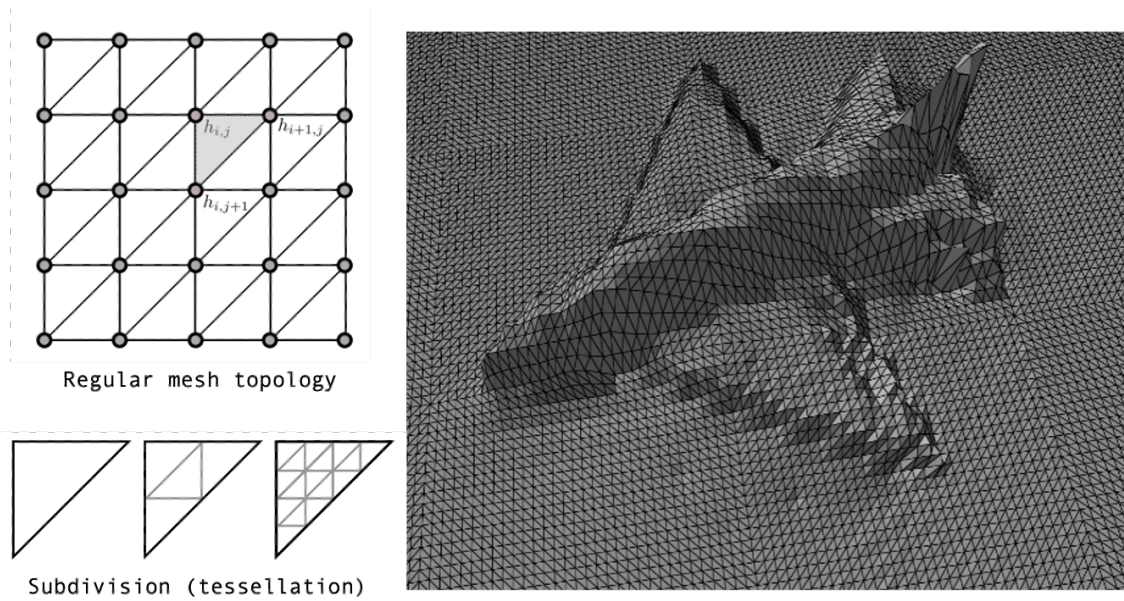 h_{i,j}
h_{i+1,j}
h_{i,j+1}
Regular mesh topology
Subdivision (tessellation)